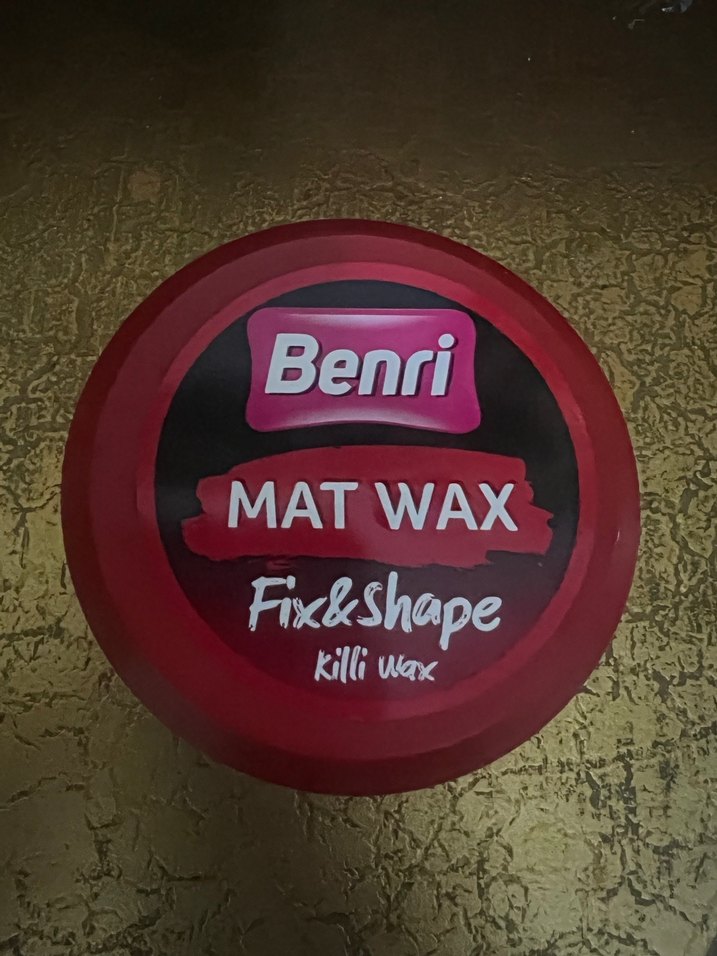 Benri
MAT WAX
Fix&Shape
Killi wax